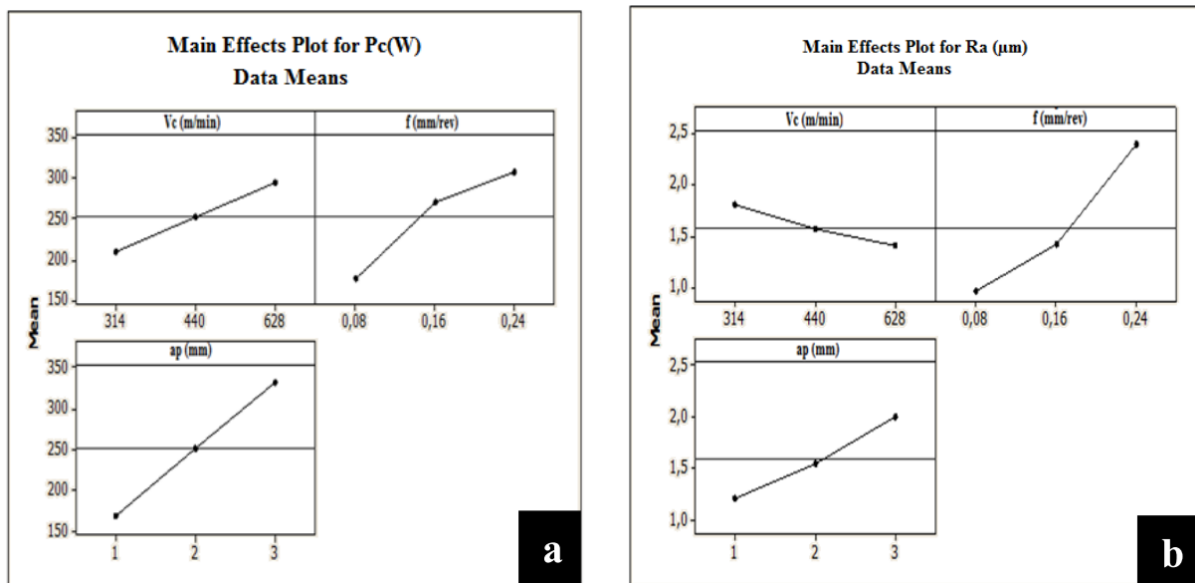 Main Effects Plot for Pc(W)
Data Means
Vc (m/min)
f (mm/rev)
350
300
250
200
150
314
440
628
0,08
0,16
0,24
Mean
ap (mm)
350
300
250
200
150
1
2
3
a
Main Effects Plot for Ra (µm)
Data Means
Vc (m/min)
f (mm/rev)
2,5
2,0
1,5
1,0
314
440
628
0,08
0,16
0,24
Mean
ap (mm)
2,5
2,0
1,5
1,0
1
2
3
b